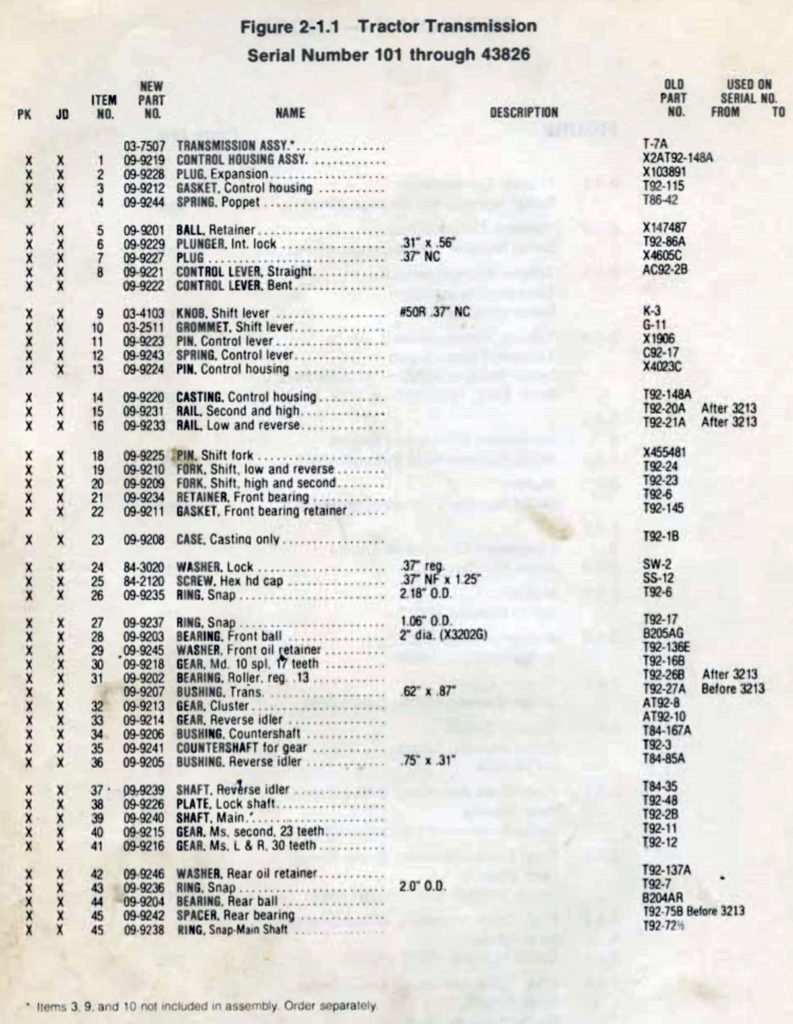 Figure 2-1.1 Tractor Transmission
Serial Number 101 through 43826
PK JD ITEM NO. NEW PART NO. NAME DESCRIPTION OLD PART NO. USED ON SERIAL NO. FROM TO
03-7507 TRANSMISSION ASSY.* T-7A
X X 1 09-9219 CONTROL HOUSING ASSY. X2AT92-148A
X X 2 09-9228 PLUG, Expansion X103891
X X 3 09-9212 GASKET, Control housing T92-115
X X 4 09-9244 SPRING, Poppet T86-42
X X 5 09-9201 BALL, Retainer X147487
X X 6 09-9229 PLUNGER, Int. lock .31" x .56" T92-86A
X X 7 09-9227 PLUG .37" NC X4605C
X X 8 09-9221 CONTROL LEVER, Straight AC92-2B
X X 09-9222 CONTROL LEVER, Bent
X X 9 03-4103 KNOB, Shift lever #50R .37" NC K-3
X X 10 03-2511 GROMMET, Shift lever G-11
X X 11 09-9223 PIN, Control lever X1906
X X 12 09-9243 SPRING, Control lever C92-17
X X 13 09-9224 PIN, Control housing X4023C
X X 14 09-9220 CASTING, Control housing T92-148A
X X 15 09-9231 RAIL, Second and high T92-20A After 3213
X X 16 09-9233 RAIL, Low and reverse T92-21A After 3213
X X 18 09-9225 PIN, Shift fork X455481
X X 19 09-9210 FORK, Shift, low and reverse T92-24
X X 20 09-9209 FORK, Shift, high and second T92-23
X X 21 09-9234 RETAINER, Front bearing T92-6
X X 22 09-9211 GASKET, Front bearing retainer T92-145
X X 23 09-9208 CASE, Casting only T92-1B
X X 24 84-3020 WASHER, Lock .37" reg. SW-2
X X 25 84-2120 SCREW, Hex hd cap .37" NF x 1.25" SS-12
X X 26 09-9235 RING, Snap 2.18" O.D. T92-6
X X 27 09-9237 RING, Snap 1.06" O.D. T92-17
X X 28 09-9203 BEARING, Front ball 2" dia. (X3202G) B205AG
X X 29 09-9245 WASHER, Front oil retainer T92-136E
X X 30 09-9218 GEAR, Md. 10 spl, 17 teeth T92-16B
X X 31 09-9202 BEARING, Roller, reg .13 T92-26B After 3213
X X 09-9207 BUSHING, Trans. .62" x .87" T92-27A Before 3213
X X 32 09-9213 GEAR, Cluster AT92-8
X X 33 09-9214 GEAR, Reverse idler AT92-10
X X 34 09-9206 BUSHING, Countershaft T84-167A
X X 35 09-9241 COUNTERSHAFT for gear T92-3
X X 36 09-9205 BUSHING, Reverse idler .75" x .31" T84-85A
X X 37 09-9239 SHAFT, Reverse idler T84-35
X X 38 09-9226 PLATE, Lock shaft T92-48
X X 39 09-9240 SHAFT, Main T92-2B
X X 40 09-9215 GEAR, Ms, second, 23 teeth T92-11
X X 41 09-9216 GEAR, Ms, L & R, 30 teeth T92-12
X X 42 09-9246 WASHER, Rear oil retainer T92-137A
X X 43 09-9236 RING, Snap 2.0" O.D. T92-7
X X 44 09-9204 BEARING, Rear ball B204AR
X X 45 09-9242 SPACER, Rear bearing T92-75B Before 3213
X X 45 09-9238 RING, Snap-Main Shaft T92-72½
* Items 3, 9, and 10 not included in assembly. Order separately.